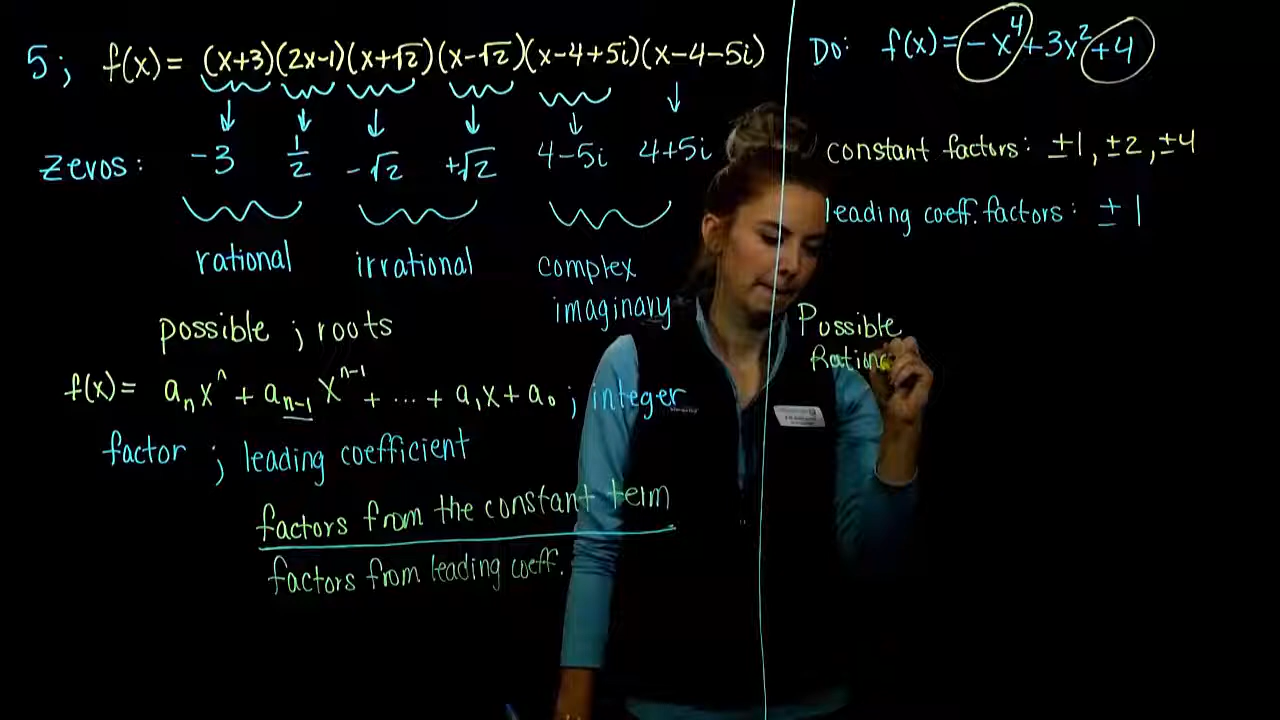 5; f(x) = (x+3)(2x-1)(x+√2)(x-√2)(x-4+5i)(x-4-5i)
zeros: -3 1/2 -√2 +√2 4-5i 4+5i
rational irrational complex
imaginary
possible ; roots
f(x) = aₙxⁿ + aₙ₋₁xⁿ⁻¹ + ... + a₁x + a₀ ; integer
factor ; leading coefficient
factors from the constant term
factors from leading coeff.
Do: f(x) = -x⁴+3x²+4
constant factors: ±1, ±2, ±4
leading coeff. factors: ±1
Possible
Rationa